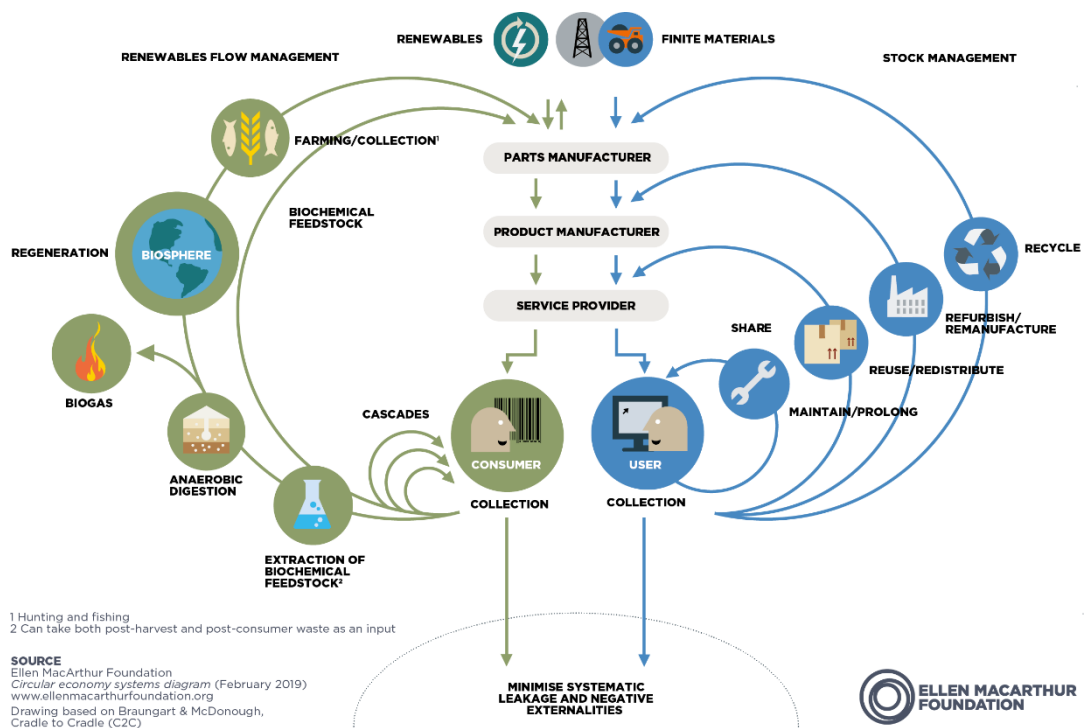 RENEWABLES
FINITE MATERIALS
RENEWABLES FLOW MANAGEMENT
STOCK MANAGEMENT
FARMING/COLLECTION¹
PARTS MANUFACTURER
BIOCHEMICAL
FEEDSTOCK
PRODUCT MANUFACTURER
REGENERATION
BIOSPHERE
RECYCLE
SERVICE PROVIDER
SHARE
REFURBISH/
REMANUFACTURE
REUSE/REDISTRIBUTE
BIOGAS
CASCADES
MAINTAIN/PROLONG
CONSUMER
USER
ANAEROBIC
DIGESTION
COLLECTION
COLLECTION
EXTRACTION OF
BIOCHEMICAL
FEEDSTOCK²
1 Hunting and fishing
2 Can take both post-harvest and post-consumer waste as an input
SOURCE
Ellen MacArthur Foundation
Circular economy systems diagram (February 2019)
www.ellenmacarthurfoundation.org
Drawing based on Braungart & McDonough,
Cradle to Cradle (C2C)
MINIMISE SYSTEMATIC
LEAKAGE AND NEGATIVE
EXTERNALITIES
ELLEN MACARTHUR
FOUNDATION